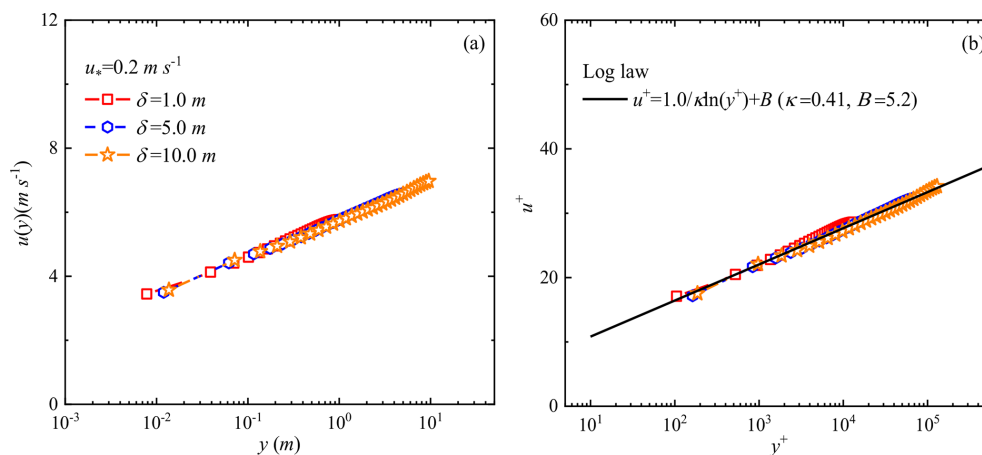 (a)
u*=0.2 m s⁻¹
δ=1.0 m
δ=5.0 m
δ=10.0 m
12
8
4
0
u(y)(m s⁻¹)
10⁻³
10⁻²
10⁻¹
10⁰
10¹
y (m)
(b)
Log law
u⁺=1.0/κln(y⁺)+B (κ=0.41, B=5.2)
60
40
20
0
u⁺
10¹
10²
10³
10⁴
10⁵
y⁺